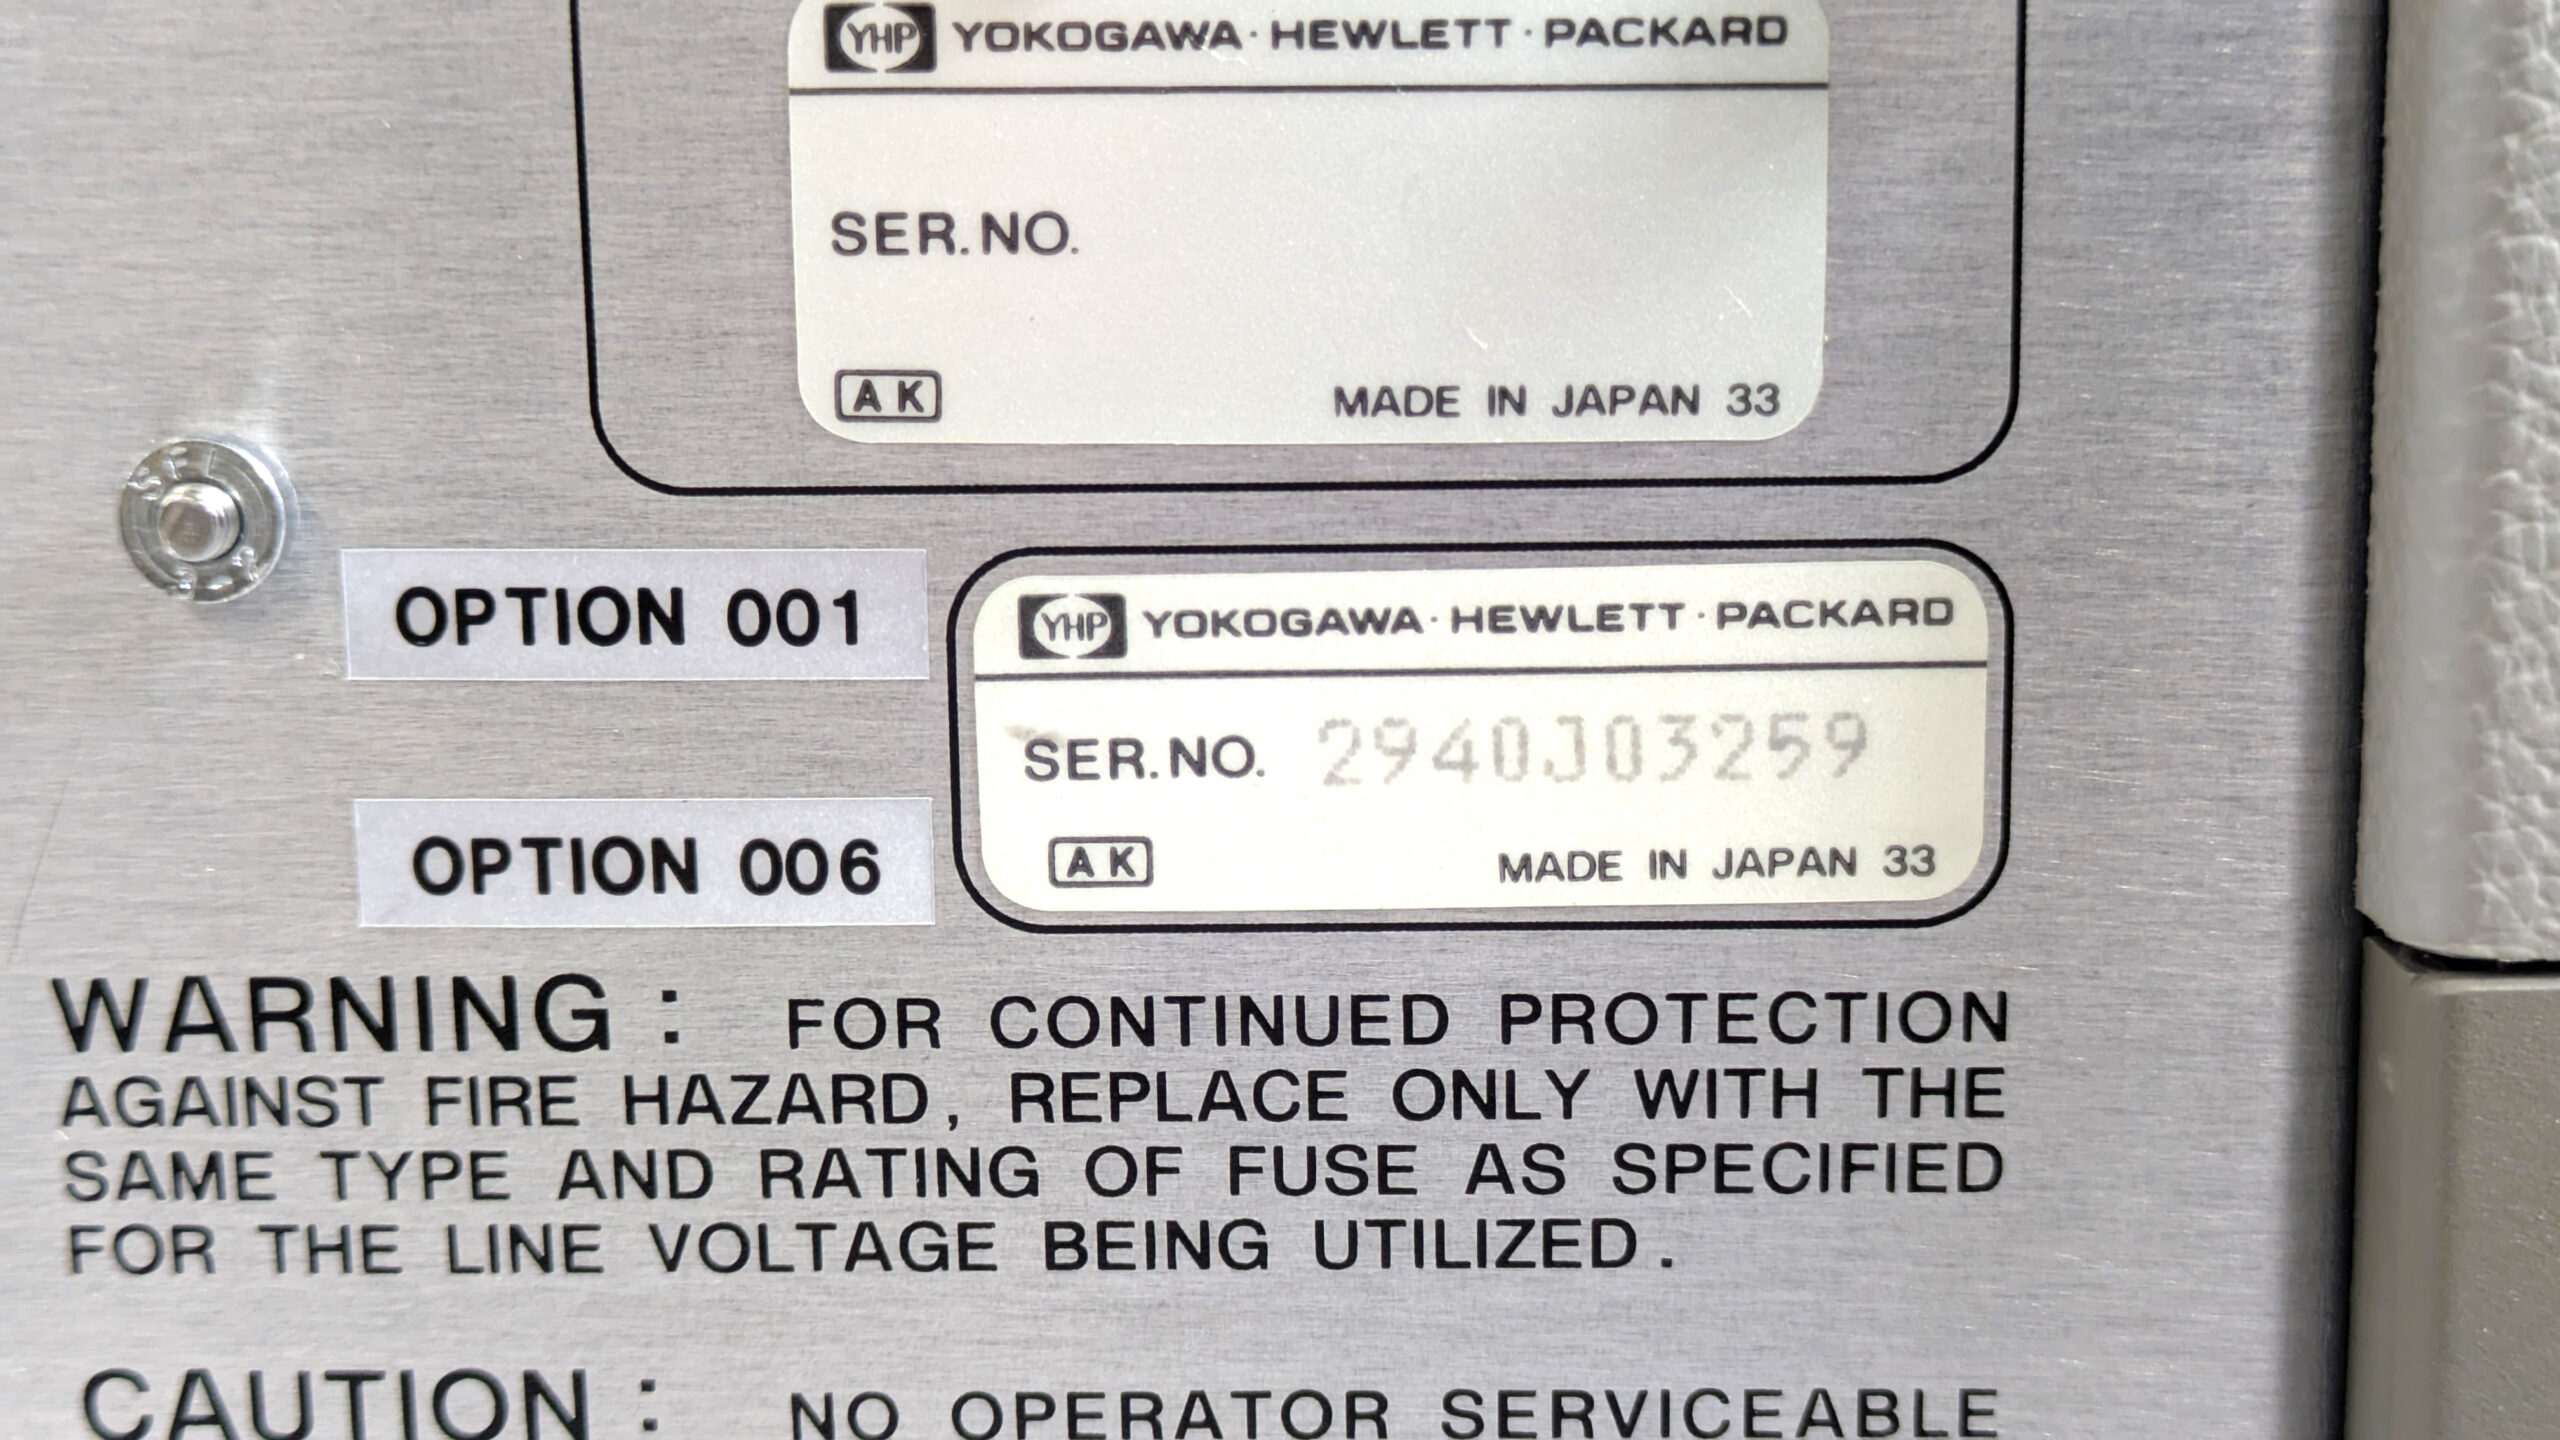 YHP YOKOGAWA·HEWLETT·PACKARD
SER.NO.
AK MADE IN JAPAN 33
OPTION 001
OPTION 006
YHP YOKOGAWA·HEWLETT·PACKARD
SER.NO. 2940J03259
AK MADE IN JAPAN 33
WARNING : FOR CONTINUED PROTECTION
AGAINST FIRE HAZARD, REPLACE ONLY WITH THE
SAME TYPE AND RATING OF FUSE AS SPECIFIED
FOR THE LINE VOLTAGE BEING UTILIZED.
CAUTION : NO OPERATOR SERVICEABLE